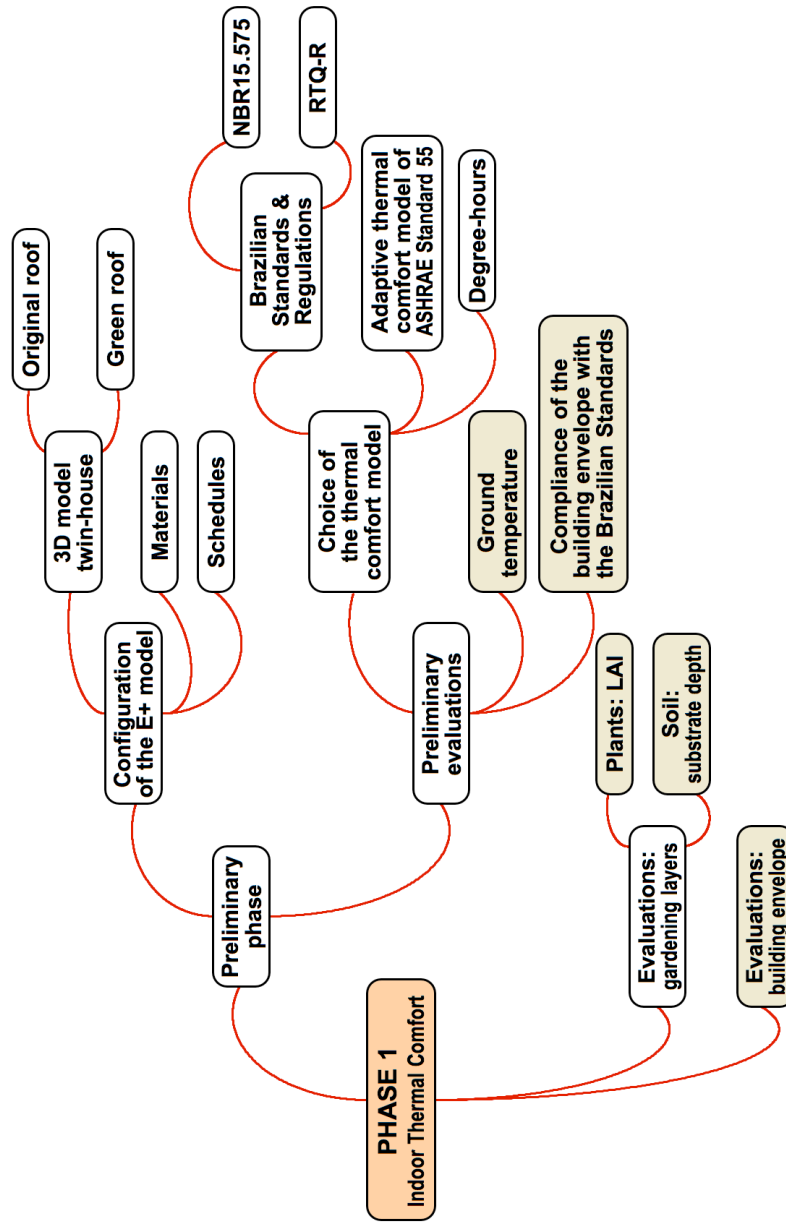 PHASE 1
Indoor Thermal Comfort
Preliminary
phase
Configuration
of the E+ model
3D model
twin-house
Original roof
Green roof
Materials
Schedules
Preliminary
evaluations
Choice of
the thermal
comfort model
Brazilian
Standards &
Regulations
NBR15.575
RTQ-R
Adaptive thermal
comfort model of
ASHRAE Standard 55
Degree-hours
Ground
temperature
Compliance of the
building envelope with
the Brazilian Standards
Evaluations:
gardening layers
Plants: LAI
Soil:
substrate depth
Evaluations:
building envelope